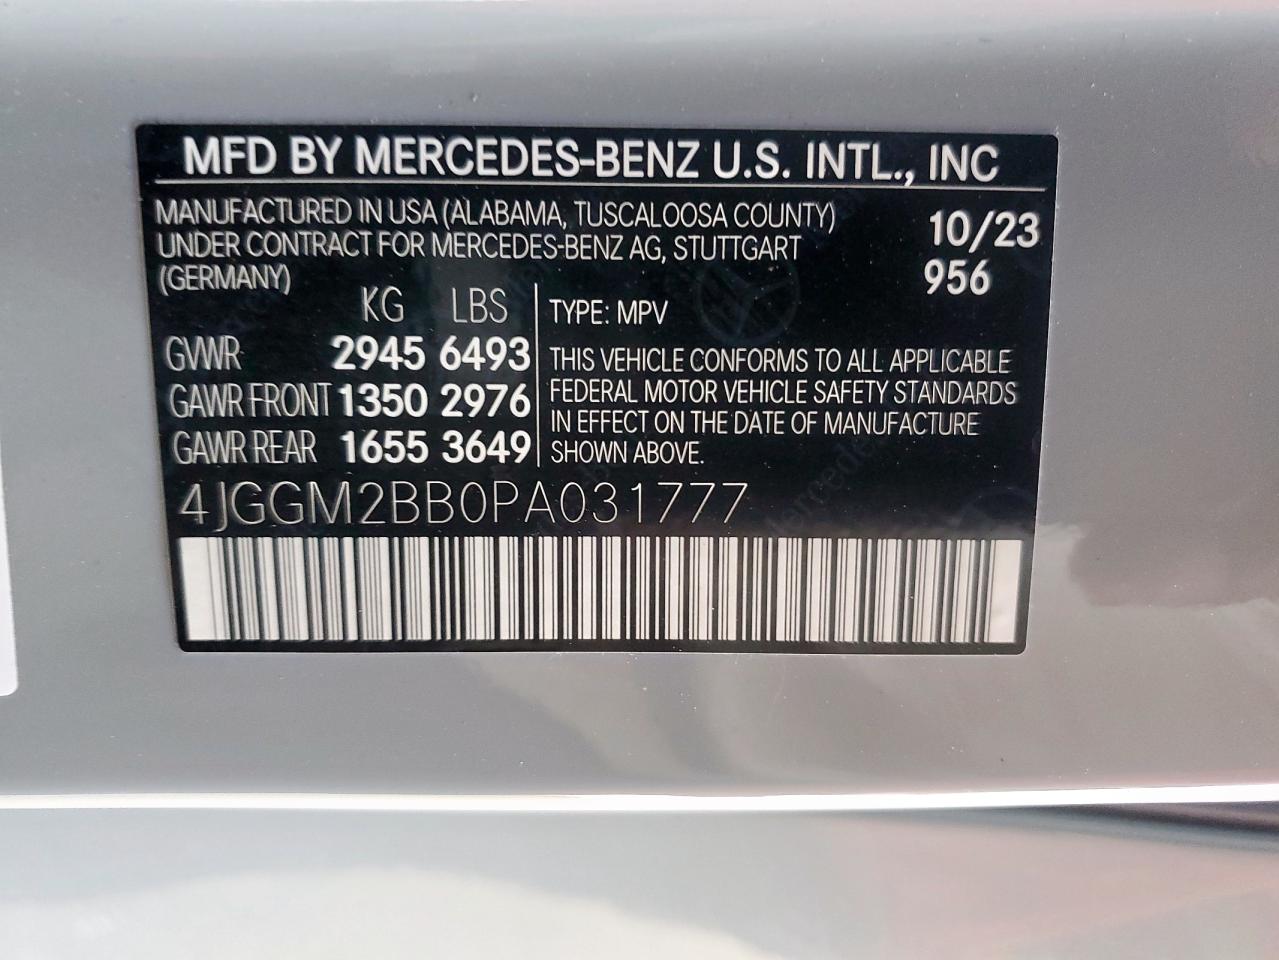 MFD BY MERCEDES-BENZ U.S. INTL., INC
MANUFACTURED IN USA (ALABAMA, TUSCALOOSA COUNTY)
UNDER CONTRACT FOR MERCEDES-BENZ AG, STUTTGART
(GERMANY)
10/23
956
KG LBS
GVWR 2945 6493
GAWR FRONT 1350 2976
GAWR REAR 1655 3649
TYPE: MPV
THIS VEHICLE CONFORMS TO ALL APPLICABLE
FEDERAL MOTOR VEHICLE SAFETY STANDARDS
IN EFFECT ON THE DATE OF MANUFACTURE
SHOWN ABOVE.
4JGGM2BB0PA031777